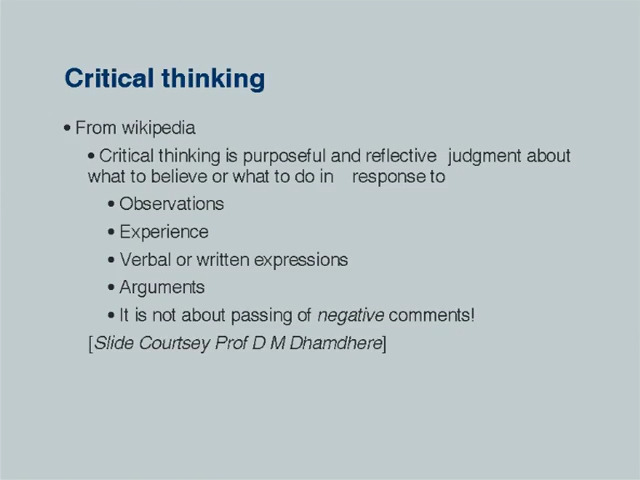 Critical thinking
• From wikipedia
• Critical thinking is purposeful and reflective judgment about
what to believe or what to do in response to
• Observations
• Experience
• Verbal or written expressions
• Arguments
• It is not about passing of negative comments!
[Slide Courtsey Prof D M Dhamdhere]